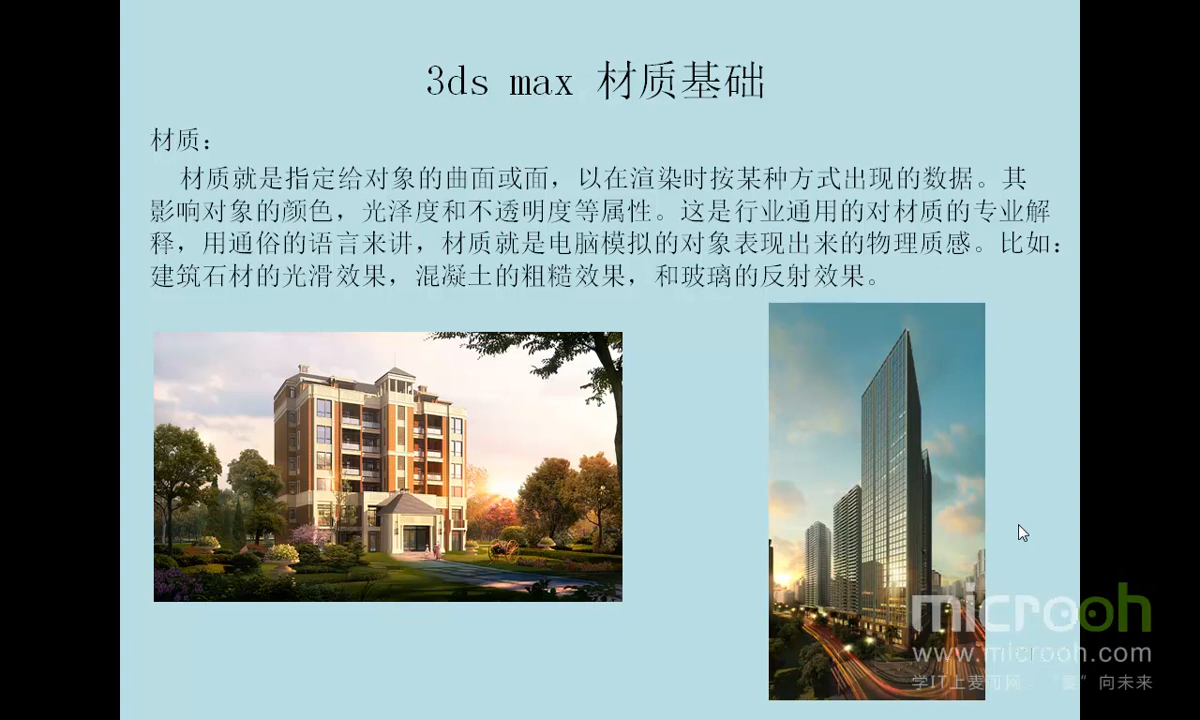 3ds max 材质基础
材质：
材质就是指定给对象的曲面或面，以在渲染时按某种方式出现的数据。其
影响对象的颜色，光泽度和不透明度等属性。这是行业通用的对材质的专业解
释，用通俗的语言来讲，材质就是电脑模拟的对象表现出来的物理质感。比如：
建筑石材的光滑效果，混凝土的粗糙效果，和玻璃的反射效果。
microoh
www.microoh.com
学IT上麦可网 “麦”向未来